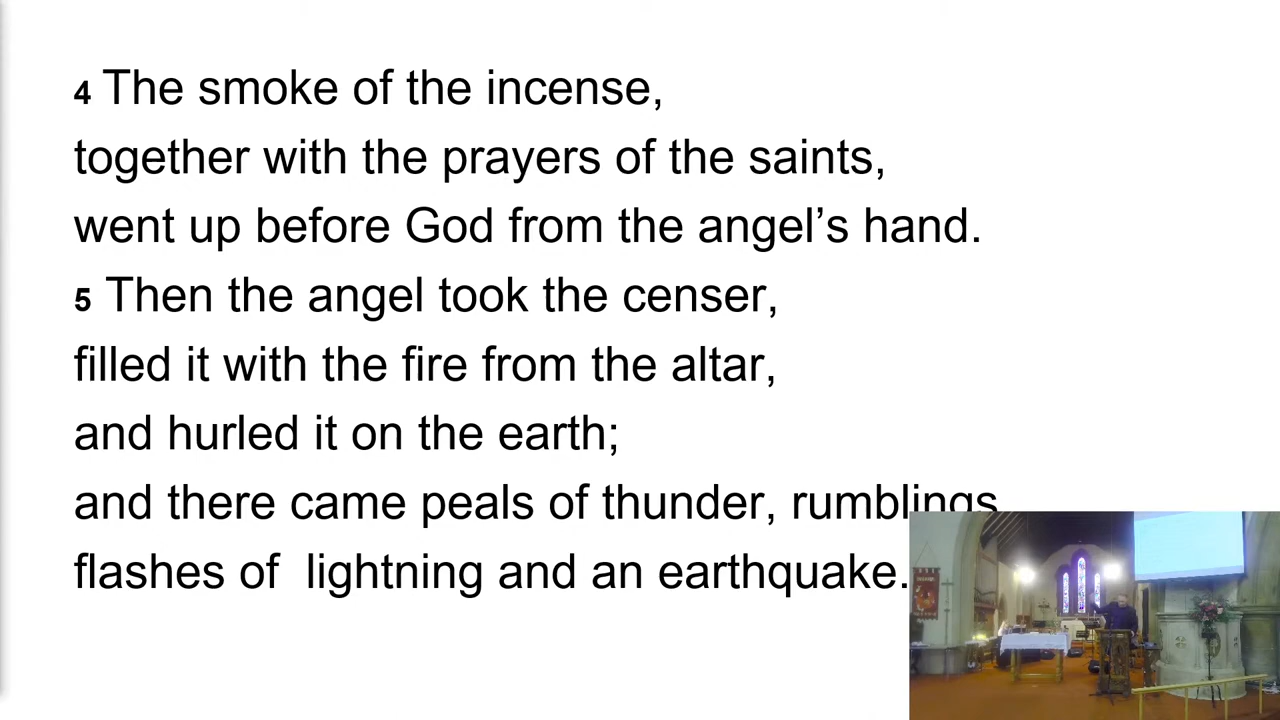 4 The smoke of the incense,
together with the prayers of the saints,
went up before God from the angel’s hand.
5 Then the angel took the censer,
filled it with the fire from the altar,
and hurled it on the earth;
and there came peals of thunder, rumblings
flashes of  lightning and an earthquake.